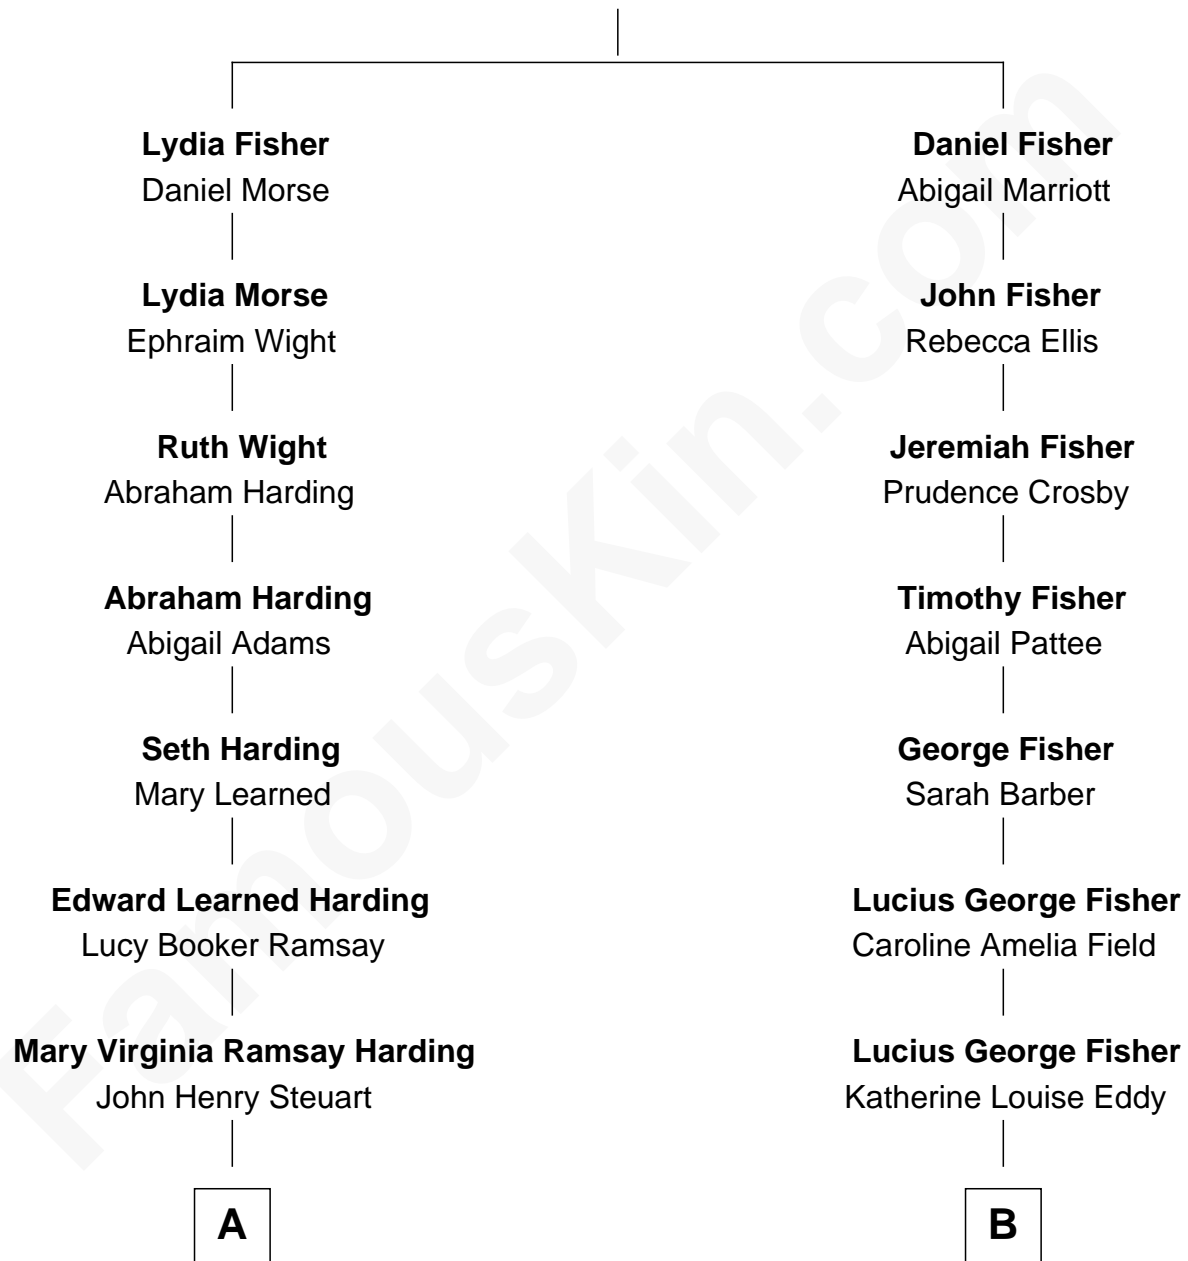 Lydia Fisher
Daniel Morse
Daniel Fisher
Abigail Marriott
Lydia Morse
Ephraim Wight
John Fisher
Rebecca Ellis
Ruth Wight
Abraham Harding
Jeremiah Fisher
Prudence Crosby
Abraham Harding
Abigail Adams
Timothy Fisher
Abigail Pattee
Seth Harding
Mary Learned
George Fisher
Sarah Barber
Edward Learned Harding
Lucy Booker Ramsay
Lucius George Fisher
Caroline Amelia Field
Mary Virginia Ramsay Harding
John Henry Steuart
Lucius George Fisher
Katherine Louise Eddy
A
B
FamousKin.com